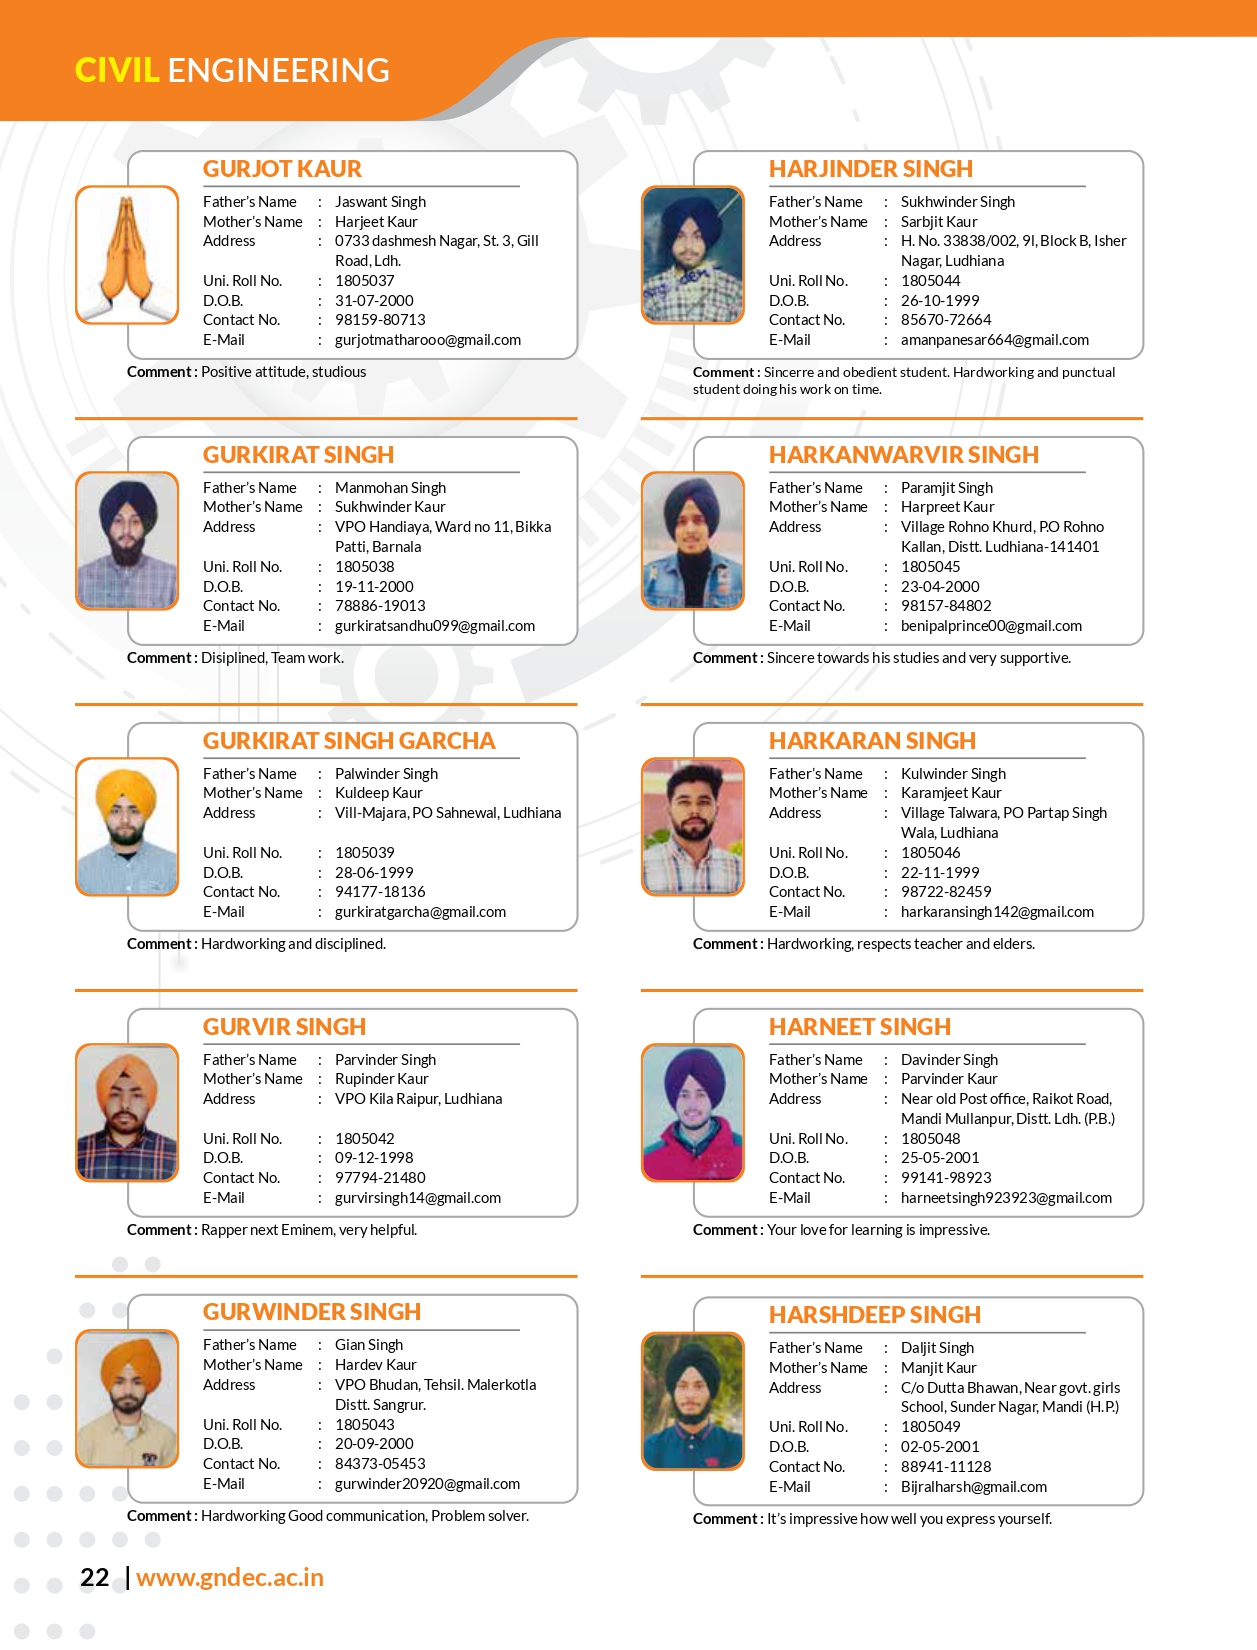 CIVIL ENGINEERING
GURJOT KAUR
Father's Name : Jaswant Singh
Mother's Name : Harjeet Kaur
Address : 0733 dashmesh Nagar, St. 3, Gill
Road, Ldh.
Uni. Roll No. : 1805037
D.O.B. : 31-07-2000
Contact No. : 98159-80713
E-Mail : gurjotmatharooo@gmail.com
Comment : Positive attitude, studious
GURKIRAT SINGH
Father's Name : Manmohan Singh
Mother's Name : Sukhwinder Kaur
Address : VPO Handiaya, Ward no 11, Bikka
Patti, Barnala
Uni. Roll No. : 1805038
D.O.B. : 19-11-2000
Contact No. : 78886-19013
E-Mail : gurkiratsandhu099@gmail.com
Comment : Disiplined, Team work.
GURKIRAT SINGH GARCHA
Father's Name : Palwinder Singh
Mother's Name : Kuldeep Kaur
Address : Vill-Majara, PO Sahnewal, Ludhiana
Uni. Roll No. : 1805039
D.O.B. : 28-06-1999
Contact No. : 94177-18136
E-Mail : gurkiratgarcha@gmail.com
Comment : Hardworking and disciplined.
GURVIR SINGH
Father's Name : Parvinder Singh
Mother's Name : Rupinder Kaur
Address : VPO Kila Raipur, Ludhiana
Uni. Roll No. : 1805042
D.O.B. : 09-12-1998
Contact No. : 97794-21480
E-Mail : gurvirsingh14@gmail.com
Comment : Rapper next Eminem, very helpful.
GURWINDER SINGH
Father's Name : Gian Singh
Mother's Name : Hardev Kaur
Address : VPO Bhudan, Tehsil. Malerkotla
Distt. Sangrur.
Uni. Roll No. : 1805043
D.O.B. : 20-09-2000
Contact No. : 84373-05453
E-Mail : gurwinder20920@gmail.com
Comment : Hardworking Good communication, Problem solver.
HARJINDER SINGH
Father's Name : Sukhwinder Singh
Mother's Name : Sarbjit Kaur
Address : H. No. 33838/002, 9I, Block B, Isher
Nagar, Ludhiana
Uni. Roll No. : 1805044
D.O.B. : 26-10-1999
Contact No. : 85670-72664
E-Mail : amanpanesar664@gmail.com
Comment : Sincerre and obedient student. Hardworking and punctual
student doing his work on time.
HARKANWARVIR SINGH
Father's Name : Paramjit Singh
Mother's Name : Harpreet Kaur
Address : Village Rohno Khurd, P.O Rohno
Kallan, Distt. Ludhiana-141401
Uni. Roll No. : 1805045
D.O.B. : 23-04-2000
Contact No. : 98157-84802
E-Mail : benipalprince00@gmail.com
Comment : Sincere towards his studies and very supportive.
HARKARAN SINGH
Father's Name : Kulwinder Singh
Mother's Name : Karamjeet Kaur
Address : Village Talwara, PO Partap Singh
Wala, Ludhiana
Uni. Roll No. : 1805046
D.O.B. : 22-11-1999
Contact No. : 98722-82459
E-Mail : harkaransingh142@gmail.com
Comment : Hardworking, respects teacher and elders.
HARNEET SINGH
Father's Name : Davinder Singh
Mother's Name : Parvinder Kaur
Address : Near old Post office, Raikot Road,
Mandi Mullanpur, Distt. Ldh. (P.B.)
Uni. Roll No. : 1805048
D.O.B. : 25-05-2001
Contact No. : 99141-98923
E-Mail : harneetsingh923923@gmail.com
Comment : Your love for learning is impressive.
HARSHDEEP SINGH
Father's Name : Daljit Singh
Mother's Name : Manjit Kaur
Address : C/o Dutta Bhawan, Near govt. girls
School, Sunder Nagar, Mandi (H.P.)
Uni. Roll No. : 1805049
D.O.B. : 02-05-2001
Contact No. : 88941-11128
E-Mail : Bijralharsh@gmail.com
Comment : It's impressive how well you express yourself.
22 | www.gndec.ac.in